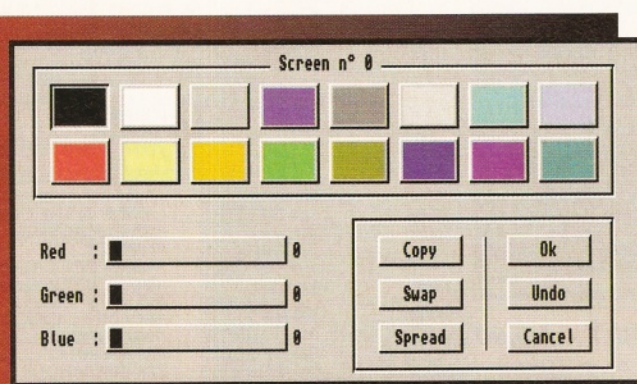 Screen n° 0
Red : 0
Green : 0
Blue : 0
Copy
Ok
Swap
Undo
Spread
Cancel